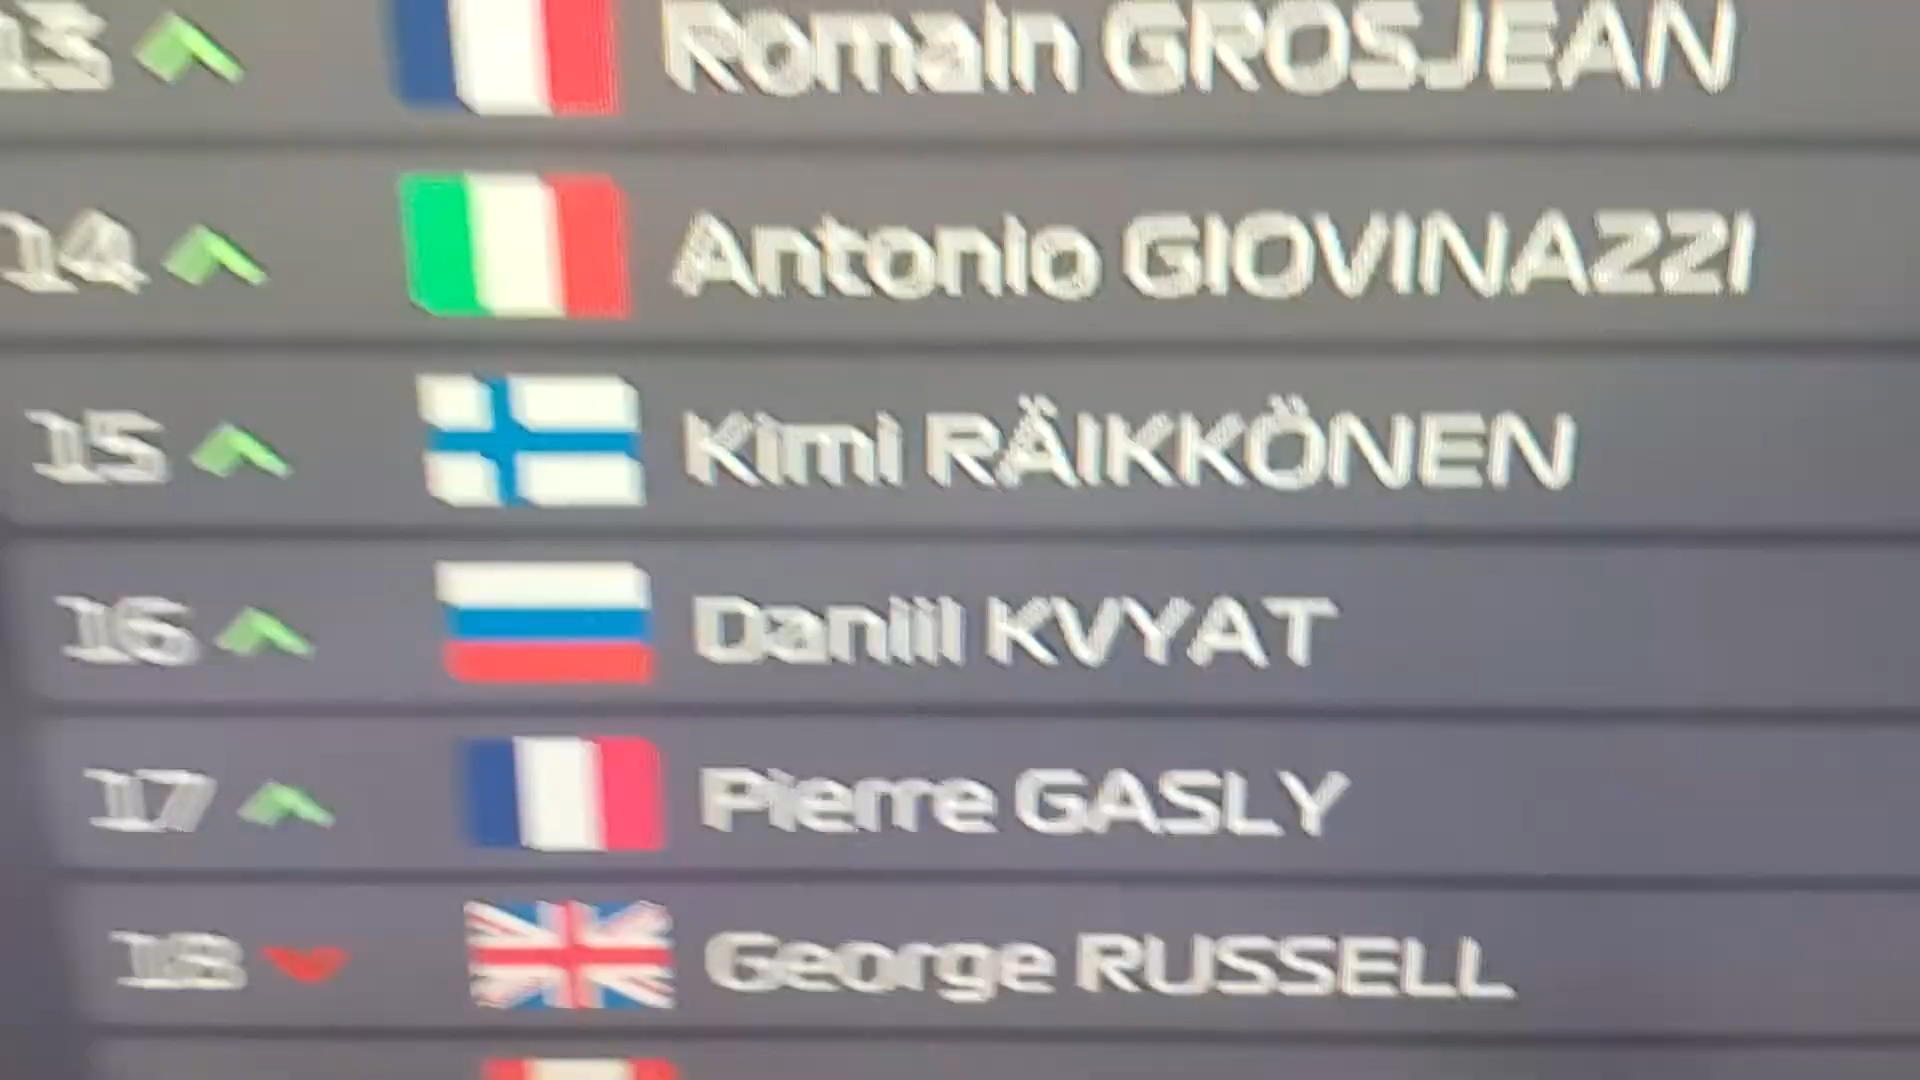 13 Romain GROSJEAN
14 Antonio GIOVINAZZI
15 Kimi RÄIKKÖNEN
16 Daniil KVYAT
17 Pierre GASLY
18 George RUSSELL